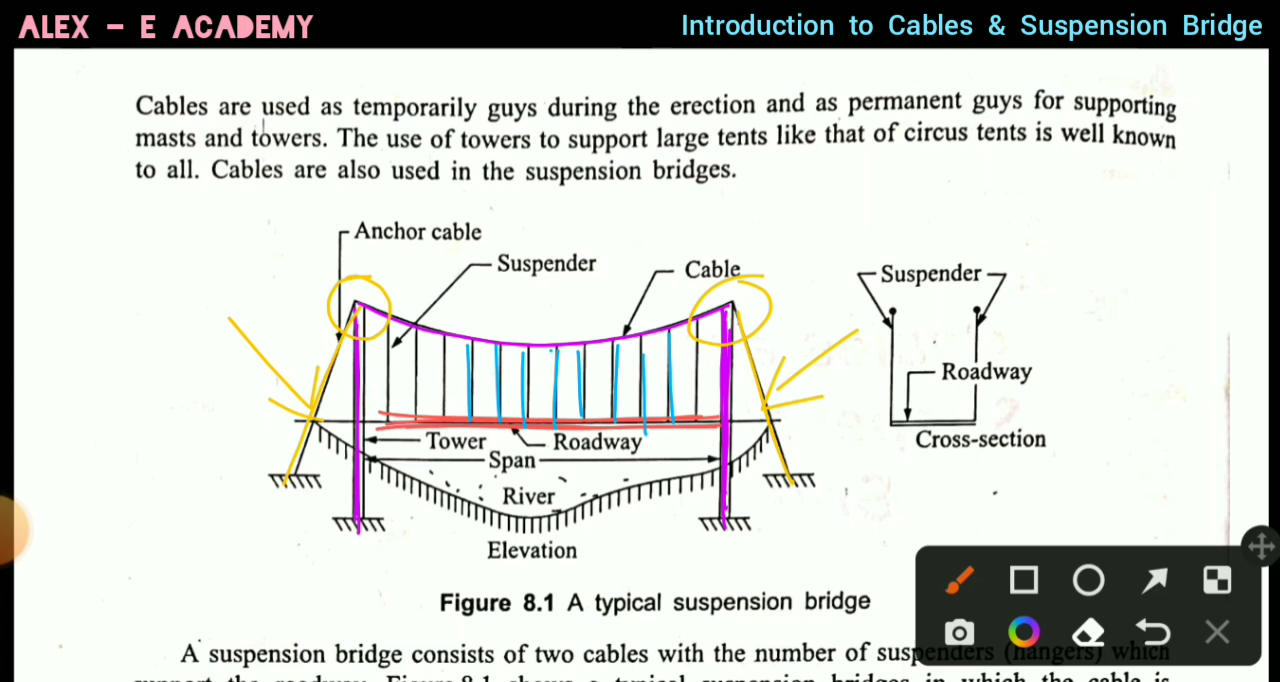 ALEX – E ACADEMY
Introduction to Cables & Suspension Bridge
Cables are used as temporarily guys during the erection and as permanent guys for supporting
masts and towers. The use of towers to support large tents like that of circus tents is well known
to all. Cables are also used in the suspension bridges.
Anchor cable
Suspender
Cable
Suspender
Roadway
Cross-section
Tower
Roadway
Span
River
Elevation
Figure 8.1 A typical suspension bridge
A suspension bridge consists of two cables with the number of suspenders (hangers) which